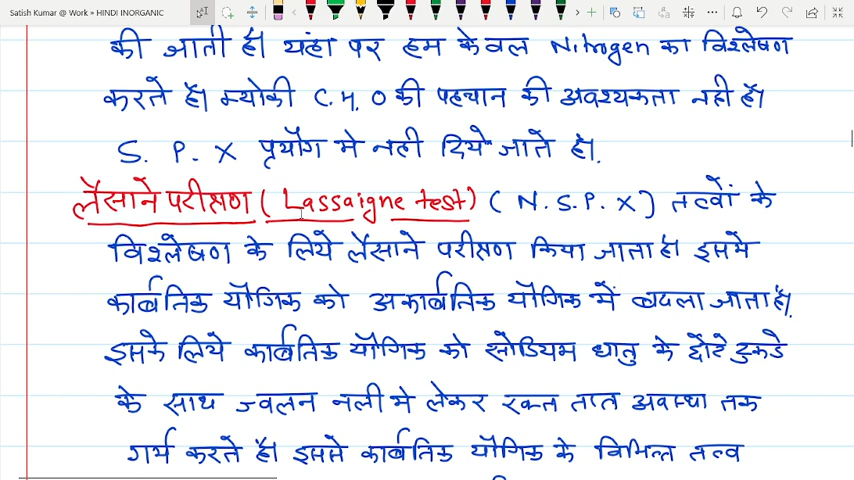 Satish Kumar @ Work » HINDI INORGANIC
की जाती है। यहां पर हम केवल Nitrogen का विश्लेषण
करते हैं। क्योकी C, H, O की पहचान की अवश्यकता नही हैं।
S. P. X प्रयोग मे नही दिये जाते है।
लैसाने परीक्षण ( Lassaigne test) ( N. S. P. X ) तत्वों के
विश्लेषण के लिये लैसाने परीक्षण किया जाता है। इसमे
कार्बनिक यौगिक को अकार्बनिक यौगिक में बदला जाता है।
इसके लिये कार्बनिक यौगिक को सोडियम धातु के छोटे टुकडे
के साथ ज्वलन नली मे लेकर रक्त तप्त अवस्था तक
गर्म करते है। इससे कार्बनिक यौगिक के विभिन्न तत्व